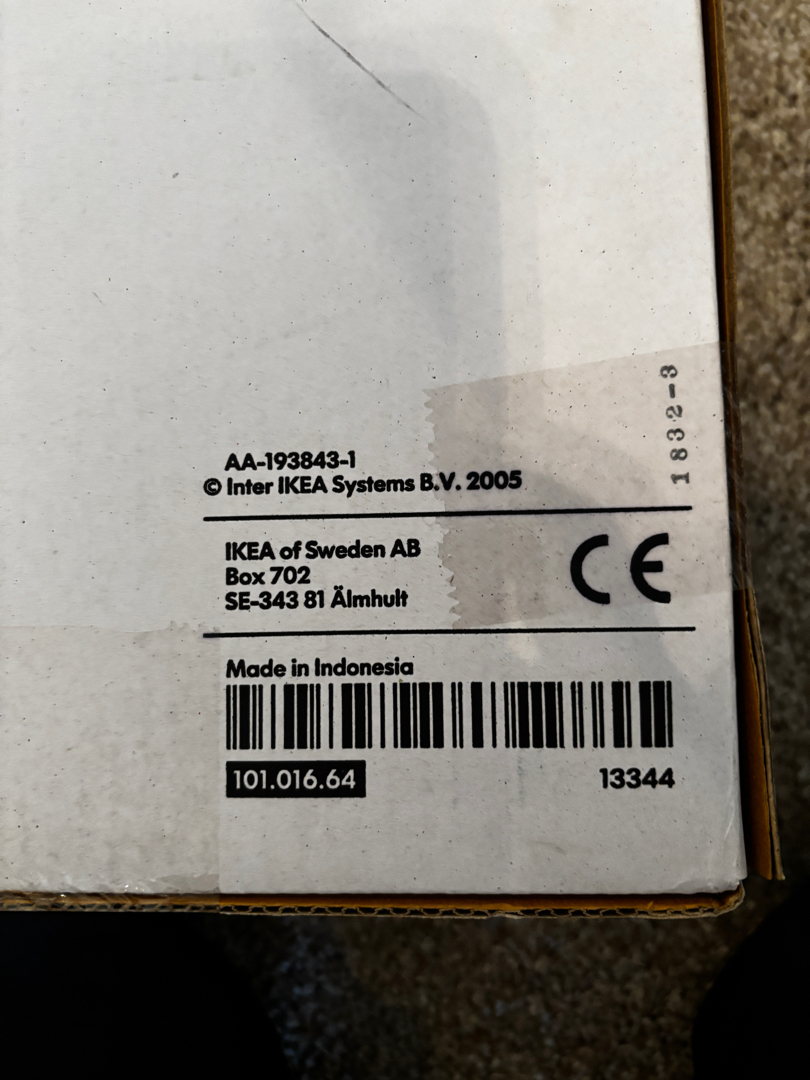 1832-3
AA-193843-1
© Inter IKEA Systems B.V. 2005
IKEA of Sweden AB
Box 702
SE-343 81 Älmhult
CE
Made in Indonesia
101.016.64
13344